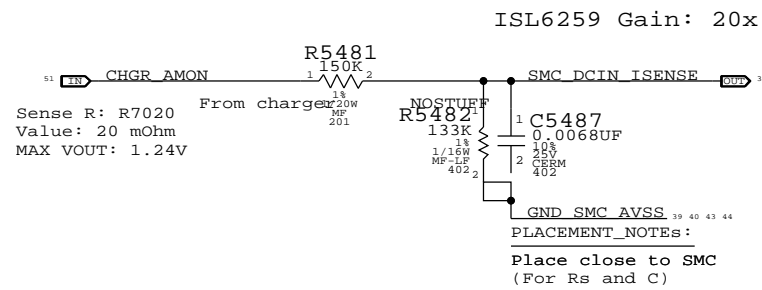 ISL6259 Gain: 20x
R5481
150K
51 IN CHGR_AMON 1 2 SMC_DCIN_ISENSE OUT 3
1%
1/20W
MF
201
From charger
NOSTUFF
Sense R: R7020
Value: 20 mOhm
MAX VOUT: 1.24V
R5482 1
133K
1%
1/16W
MF-LF
402 2
1 C5487
0.0068UF
10%
2 25V
CERM
402
GND_SMC_AVSS 39 40 43 44
PLACEMENT_NOTEs:
Place close to SMC
(For Rs and C)